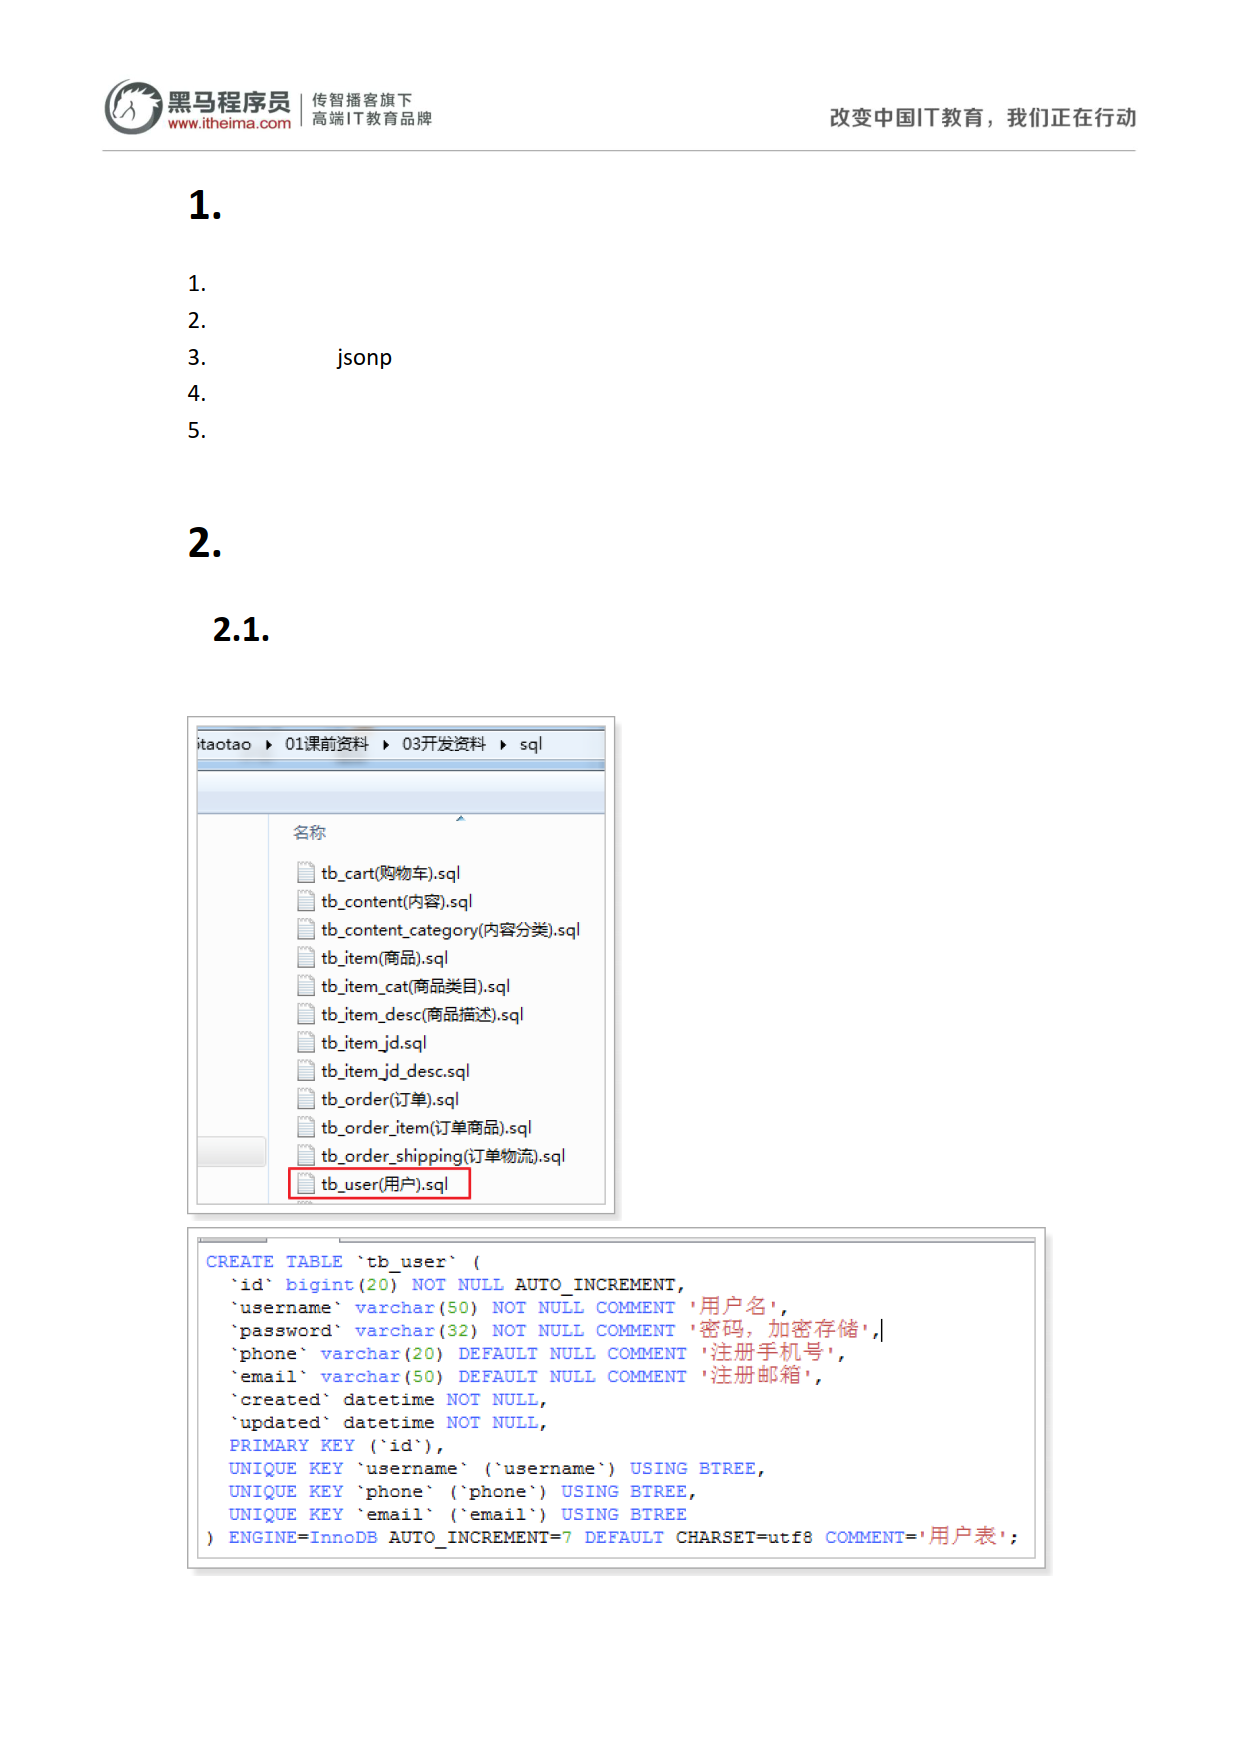 黑马程序员
www.itheima.com
传智播客旗下
高端IT教育品牌
改变中国IT教育，我们正在行动
1.
1.
2.
3. jsonp
4.
5.
2.
2.1.
taotao ▸ 01课前资料 ▸ 03开发资料 ▸ sql
名称
tb_cart(购物车).sql
tb_content(内容).sql
tb_content_category(内容分类).sql
tb_item(商品).sql
tb_item_cat(商品类目).sql
tb_item_desc(商品描述).sql
tb_item_jd.sql
tb_item_jd_desc.sql
tb_order(订单).sql
tb_order_item(订单商品).sql
tb_order_shipping(订单物流).sql
tb_user(用户).sql
CREATE TABLE `tb_user` (
`id` bigint(20) NOT NULL AUTO_INCREMENT,
`username` varchar(50) NOT NULL COMMENT '用户名',
`password` varchar(32) NOT NULL COMMENT '密码，加密存储',
`phone` varchar(20) DEFAULT NULL COMMENT '注册手机号',
`email` varchar(50) DEFAULT NULL COMMENT '注册邮箱',
`created` datetime NOT NULL,
`updated` datetime NOT NULL,
PRIMARY KEY (`id`),
UNIQUE KEY `username` (`username`) USING BTREE,
UNIQUE KEY `phone` (`phone`) USING BTREE,
UNIQUE KEY `email` (`email`) USING BTREE
) ENGINE=InnoDB AUTO_INCREMENT=7 DEFAULT CHARSET=utf8 COMMENT='用户表';